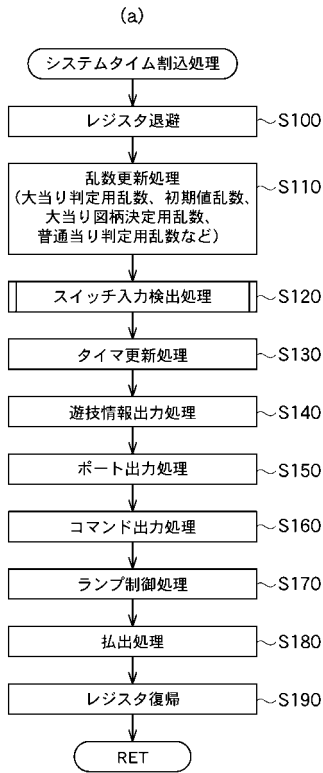 (a)
システムタイム割込処理
レジスタ退避
S100
乱数更新処理
(大当り判定用乱数、初期値乱数、
大当り図柄決定用乱数、
普通当り判定用乱数など)
S110
スイッチ入力検出処理
S120
タイマ更新処理
S130
遊技情報出力処理
S140
ポート出力処理
S150
コマンド出力処理
S160
ランプ制御処理
S170
払出処理
S180
レジスタ復帰
S190
RET